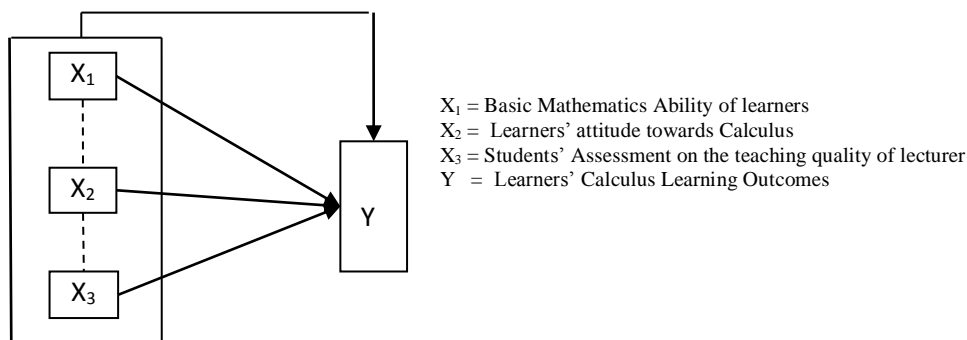 X₁
X₂
X₃
Y
X₁ = Basic Mathematics Ability of learners
X₂ = Learners' attitude towards Calculus
X₃ = Students' Assessment on the teaching quality of lecturer
Y = Learners' Calculus Learning Outcomes